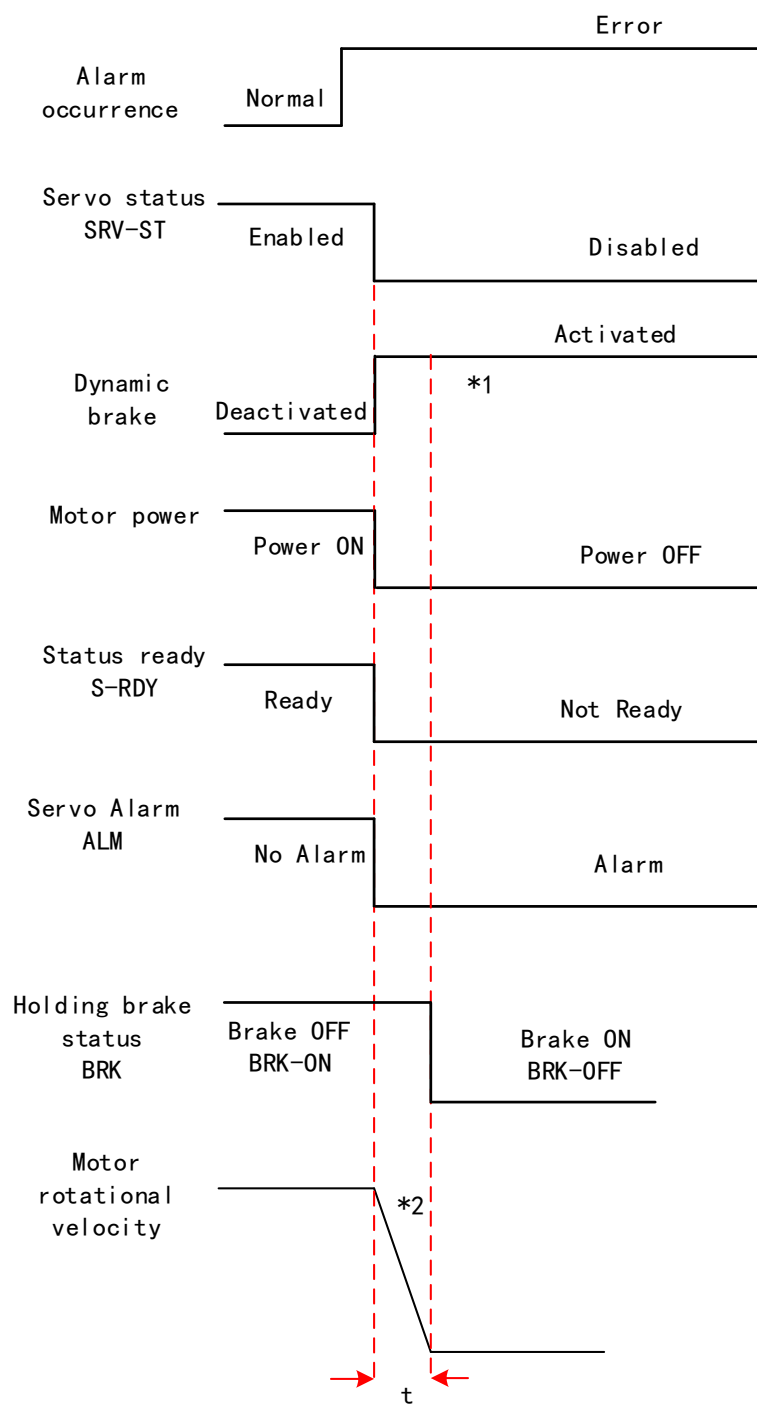 Error
Alarm
occurrence
Normal
Servo status
SRV-ST
Enabled
Disabled
Activated
Dynamic
brake
Deactivated
*1
Motor power
Power ON
Power OFF
Status ready
S-RDY
Ready
Not Ready
Servo Alarm
ALM
No Alarm
Alarm
Holding brake
status
BRK
Brake OFF
BRK-ON
Brake ON
BRK-OFF
Motor
rotational
velocity
*2
t